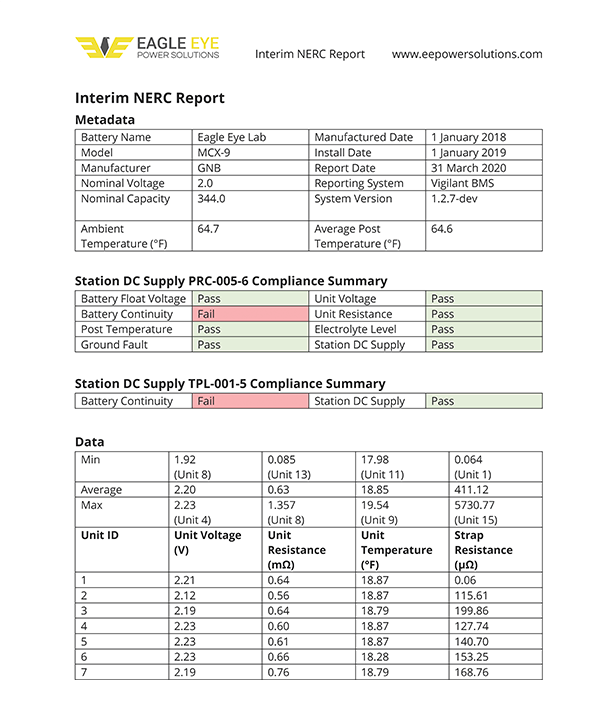 EAGLE EYE
POWER SOLUTIONS
Interim NERC Report
www.eepowersolutions.com
Interim NERC Report
Metadata
Battery Name Eagle Eye Lab Manufactured Date 1 January 2018
Model MCX-9 Install Date 1 January 2019
Manufacturer GNB Report Date 31 March 2020
Nominal Voltage 2.0 Reporting System Vigilant BMS
Nominal Capacity 344.0 System Version 1.2.7-dev
Ambient 64.7 Average Post 64.6
Temperature (°F) Temperature (°F)
Station DC Supply PRC-005-6 Compliance Summary
Battery Float Voltage Pass Unit Voltage Pass
Battery Continuity Fail Unit Resistance Pass
Post Temperature Pass Electrolyte Level Pass
Ground Fault Pass Station DC Supply Pass
Station DC Supply TPL-001-5 Compliance Summary
Battery Continuity Fail Station DC Supply Pass
Data
Min 1.92 0.085 17.98 0.064
(Unit 8) (Unit 13) (Unit 11) (Unit 1)
Average 2.20 0.63 18.85 411.12
Max 2.23 1.357 19.54 5730.77
(Unit 4) (Unit 8) (Unit 9) (Unit 15)
Unit ID Unit Voltage Unit Unit Strap
(V) Resistance Temperature Resistance
(mΩ) (°F) (µΩ)
1 2.21 0.64 18.87 0.06
2 2.12 0.56 18.87 115.61
3 2.19 0.64 18.79 199.86
4 2.23 0.60 18.87 127.74
5 2.23 0.61 18.87 140.70
6 2.23 0.66 18.28 153.25
7 2.19 0.76 18.79 168.76